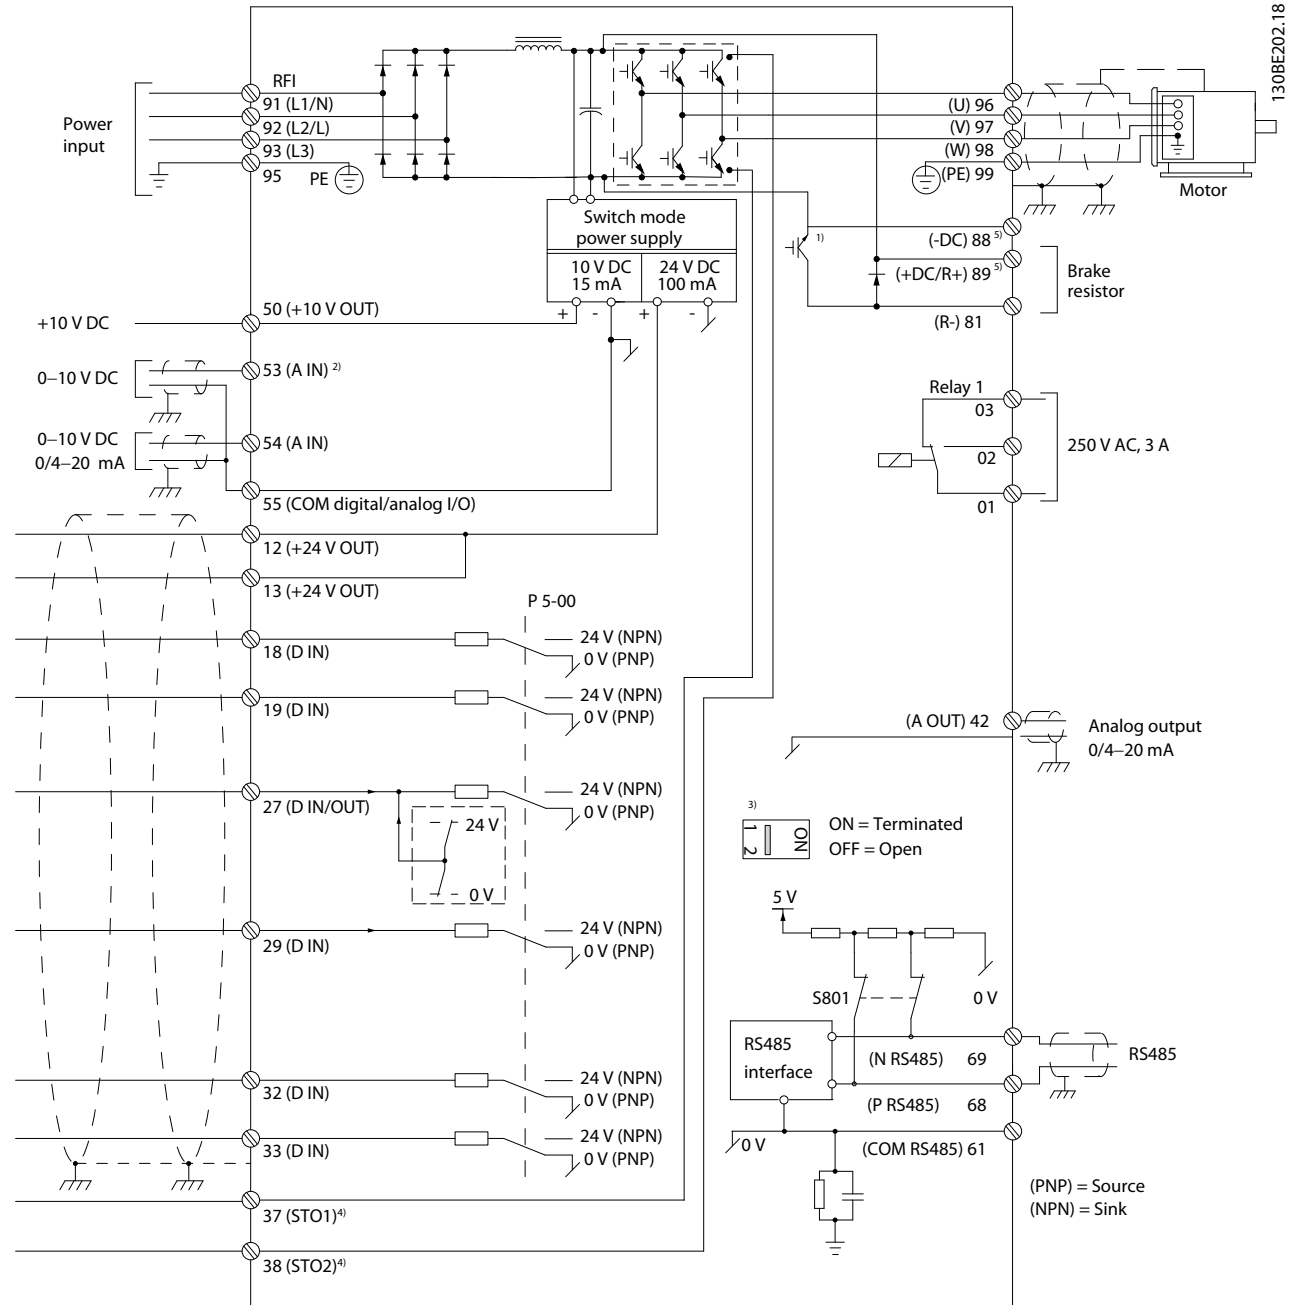 130BE202.18
RFI
91 (L1/N)
92 (L2/L)
93 (L3)
95
PE
Power
input
(U) 96
(V) 97
(W) 98
(PE) 99
Motor
Switch mode
power supply
10 V DC
15 mA
24 V DC
100 mA
+ - + -
1)
(-DC) 88 5)
(+DC/R+) 89 5)
(R-) 81
Brake
resistor
+10 V DC
50 (+10 V OUT)
0–10 V DC
53 (A IN) 2)
0–10 V DC
0/4–20 mA
54 (A IN)
55 (COM digital/analog I/O)
Relay 1
03
02
01
250 V AC, 3 A
12 (+24 V OUT)
13 (+24 V OUT)
P 5-00
18 (D IN)
24 V (NPN)
0 V (PNP)
19 (D IN)
24 V (NPN)
0 V (PNP)
27 (D IN/OUT)
24 V (NPN)
0 V (PNP)
24 V
0 V
29 (D IN)
24 V (NPN)
0 V (PNP)
32 (D IN)
24 V (NPN)
0 V (PNP)
33 (D IN)
24 V (NPN)
0 V (PNP)
37 (STO1)4)
38 (STO2)4)
(A OUT) 42
Analog output
0/4–20 mA
3)
1 2
ON
ON = Terminated
OFF = Open
5 V
S801
0 V
RS485
interface
(N RS485) 69
(P RS485) 68
RS485
0 V
(COM RS485) 61
(PNP) = Source
(NPN) = Sink